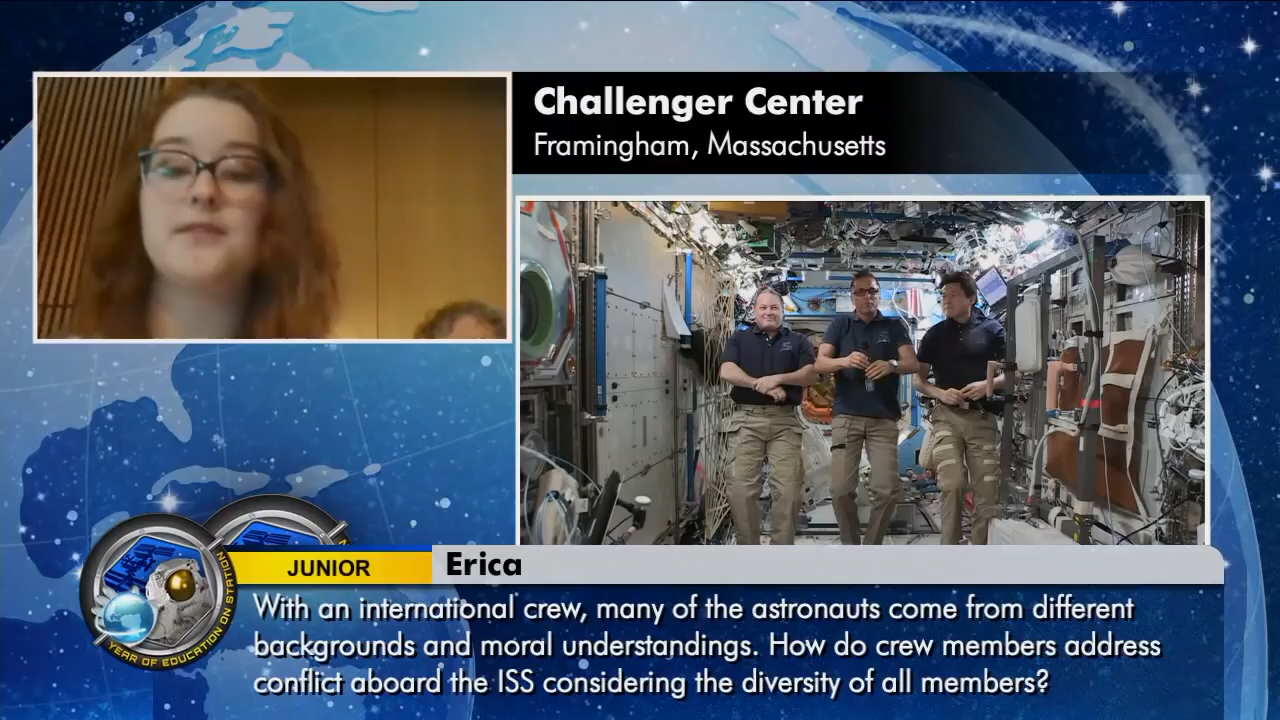 Challenger Center
Framingham, Massachusetts
JUNIOR
Erica
With an international crew, many of the astronauts come from different
backgrounds and moral understandings. How do crew members address
conflict aboard the ISS considering the diversity of all members?
YEAR OF EDUCATION ON STATION